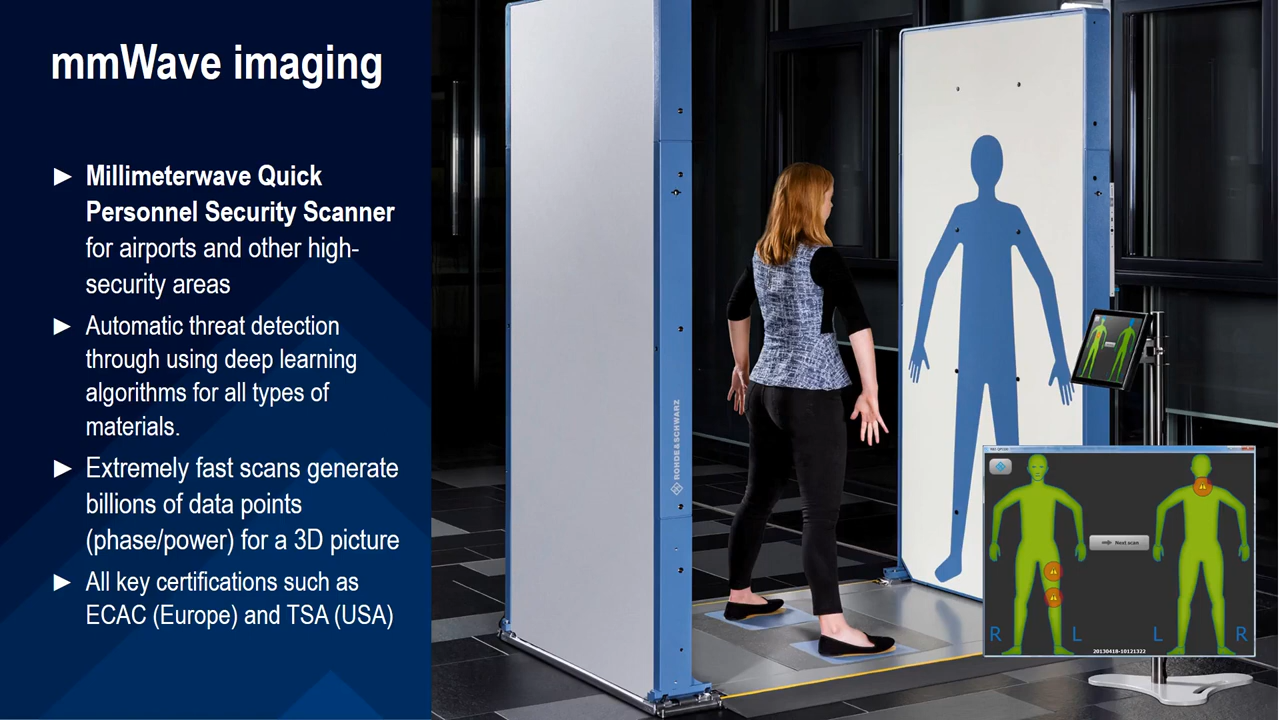 mmWave imaging
► Millimeterwave Quick
Personnel Security Scanner
for airports and other high-
security areas
► Automatic threat detection
through using deep learning
algorithms for all types of
materials.
► Extremely fast scans generate
billions of data points
(phase/power) for a 3D picture
► All key certifications such as
ECAC (Europe) and TSA (USA)
ROHDE & SCHWARZ
Next scan
R L L R
20130418-10121322